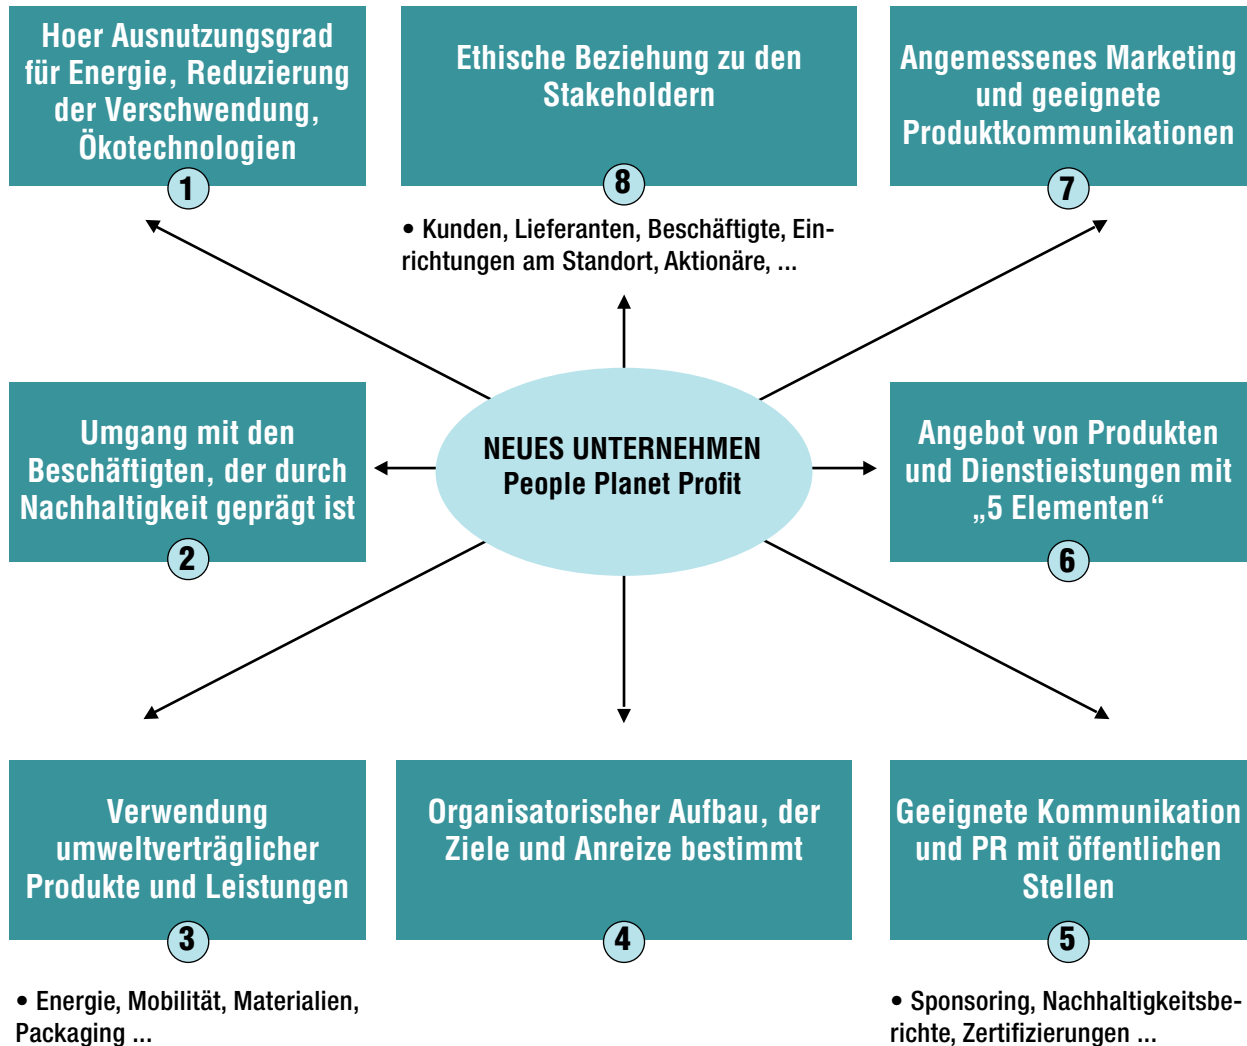 Hoer Ausnutzungsgrad
für Energie, Reduzierung
der Verschwendung,
Ökotechnologien
1
Ethische Beziehung zu den
Stakeholdern
8
• Kunden, Lieferanten, Beschäftigte, Ein-
richtungen am Standort, Aktionäre, ...
Angemessenes Marketing
und geeignete
Produktkommunikationen
7
Umgang mit den
Beschäftigten, der durch
Nachhaltigkeit geprägt ist
2
NEUES UNTERNEHMEN
People Planet Profit
Angebot von Produkten
und Dienstieistungen mit
„5 Elementen“
6
Verwendung
umweltverträglicher
Produkte und Leistungen
3
• Energie, Mobilität, Materialien,
Packaging ...
Organisatorischer Aufbau, der
Ziele und Anreize bestimmt
4
Geeignete Kommunikation
und PR mit öffentlichen
Stellen
5
• Sponsoring, Nachhaltigkeitsbe-
richte, Zertifizierungen ...